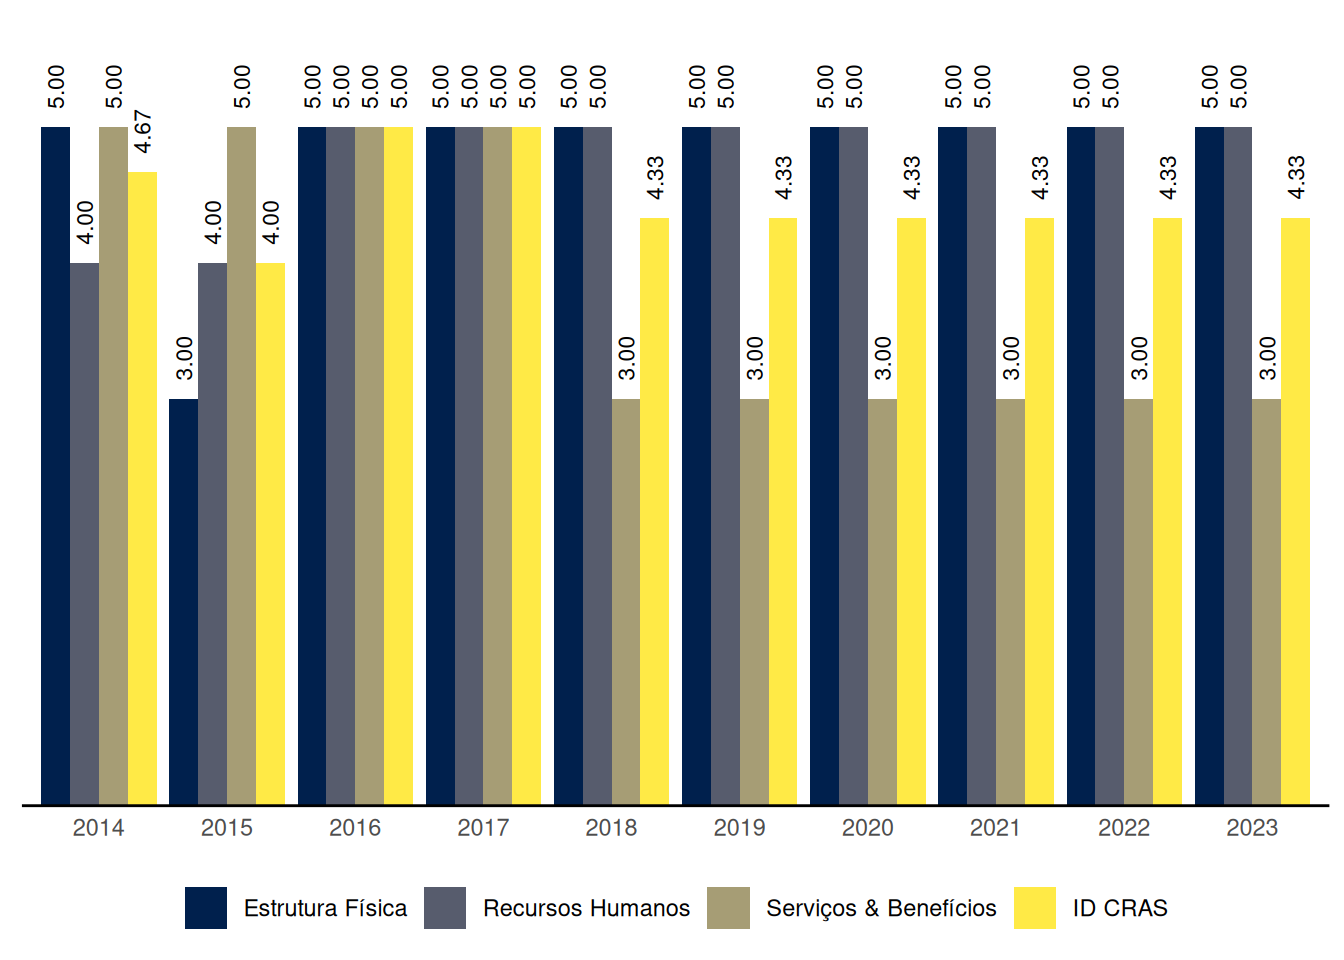 5.00 4.00 5.00 4.67 3.00 4.00 5.00 4.00 5.00 5.00 5.00 5.00 5.00 5.00 5.00 5.00 5.00 5.00 3.00 4.33 5.00 5.00 3.00 4.33 5.00 5.00 3.00 4.33 5.00 5.00 3.00 4.33 5.00 5.00 3.00 4.33 5.00 5.00 3.00 4.33
2014 2015 2016 2017 2018 2019 2020 2021 2022 2023
Estrutura Física Recursos Humanos Serviços & Benefícios ID CRAS